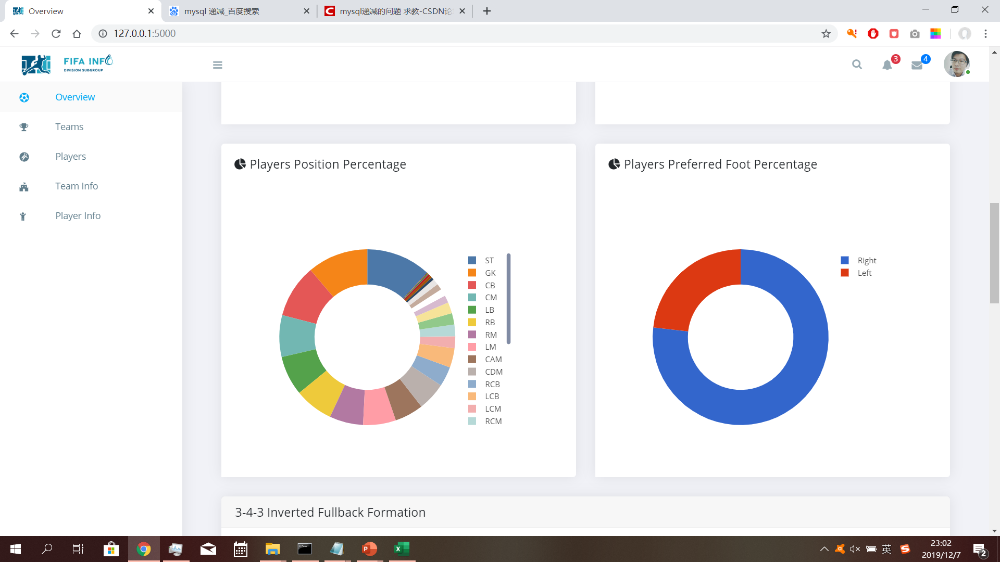 Overview
mysql 递减_百度搜索
mysql递减的问题 求教-CSDN论
127.0.0.1:5000
FIFA INFO
DIVISION SUBGROUP
3
4
Overview
Teams
Players
Team Info
Player Info
Players Position Percentage
ST
GK
CB
CM
LB
RB
RM
LM
CAM
CDM
RCB
LCB
LCM
RCM
Players Preferred Foot Percentage
Right
Left
3-4-3 Inverted Fullback Formation
英
23:02
2019/12/7
2